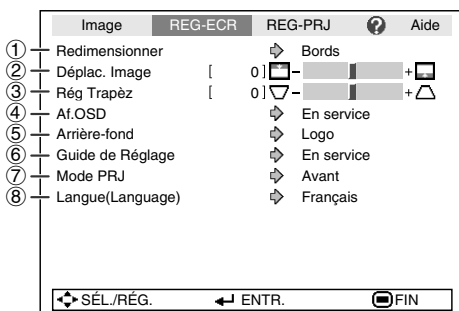 Image REG-ECR REG-PRJ ? Aide
① Redimensionner Bords
② Déplac. Image [ 0 ] - +
③ Rég Trapèz [ 0 ] - +
④ Af.OSD En service
⑤ Arrière-fond Logo
⑥ Guide de Réglage En service
⑦ Mode PRJ Avant
⑧ Langue(Language) Français
SÉL./RÉG. ENTR. FIN